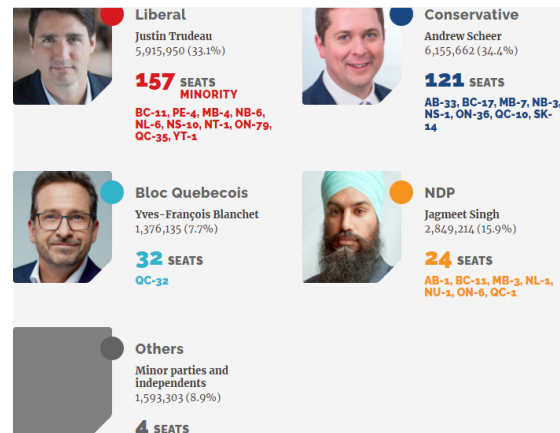 Liberal
Justin Trudeau
5,915,950 (33.1%)
157 SEATS
MINORITY
BC-11, PE-4, MB-4, NB-6,
NL-6, NS-10, NT-1, ON-79,
QC-35, YT-1
Conservative
Andrew Scheer
6,155,662 (34.4%)
121 SEATS
AB-33, BC-17, MB-7, NB-3,
NS-1, ON-36, QC-10, SK-
14
Bloc Quebecois
Yves-François Blanchet
1,376,135 (7.7%)
32 SEATS
QC-32
NDP
Jagmeet Singh
2,849,214 (15.9%)
24 SEATS
AB-1, BC-11, MB-3, NL-1,
NU-1, ON-6, QC-1
Others
Minor parties and
independents
1,593,303 (8.9%)
4 SEATS